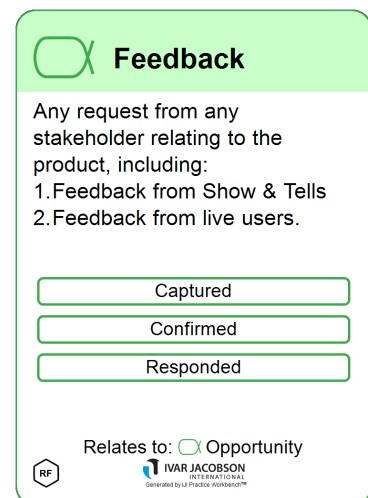 Feedback
Any request from any
stakeholder relating to the
product, including:
1.Feedback from Show & Tells
2.Feedback from live users.
Captured
Confirmed
Responded
Relates to: Opportunity
RF
IVAR JACOBSON
INTERNATIONAL
Generated by IJI Practice Workbench™